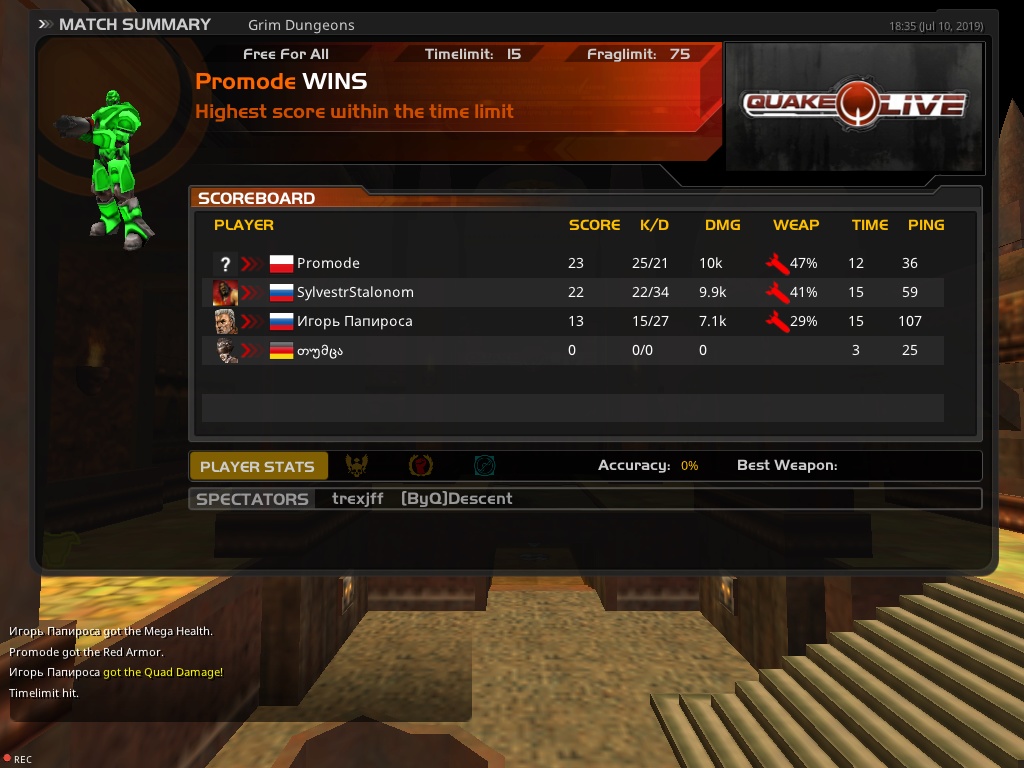 MATCH SUMMARY Grim Dungeons 18:35 (Jul 10, 2019)
Free For All Timelimit: 15 Fraglimit: 75
Promode WINS
Highest score within the time limit
QUAKE LIVE
SCOREBOARD
PLAYER SCORE K/D DMG WEAP TIME PING
? Promode 23 25/21 10k 47% 12 36
SylvestrStalonom 22 22/34 9.9k 41% 15 59
Игорь Папироса 13 15/27 7.1k 29% 15 107
თუმცა 0 0/0 0 3 25
PLAYER STATS Accuracy: 0% Best Weapon:
SPECTATORS trexjff [ByQ]Descent
Игорь Папироса got the Mega Health.
Promode got the Red Armor.
Игорь Папироса got the Quad Damage!
Timelimit hit.
REC